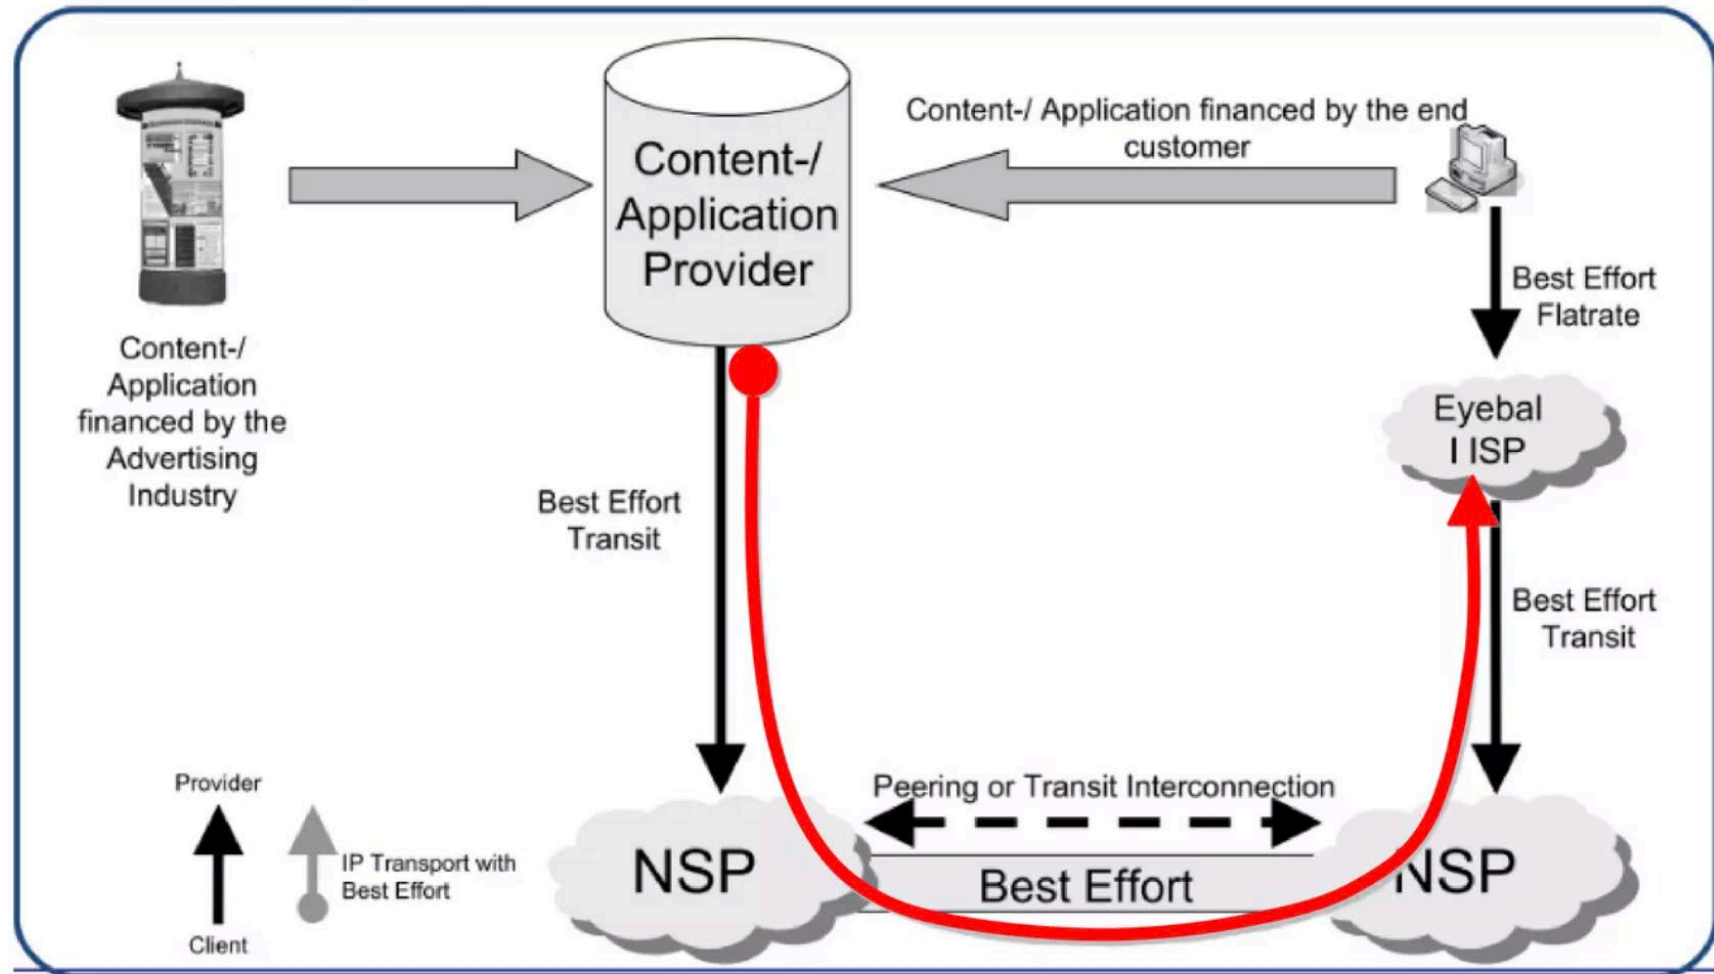 Content-/
Application
Provider
Content-/ Application financed by the end
customer
Best Effort
Flatrate
Content-/
Application
financed by the
Advertising
Industry
Eyebal
l ISP
Best Effort
Transit
Best Effort
Transit
Peering or Transit Interconnection
NSP
Best Effort
NSP
Provider
IP Transport with
Best Effort
Client